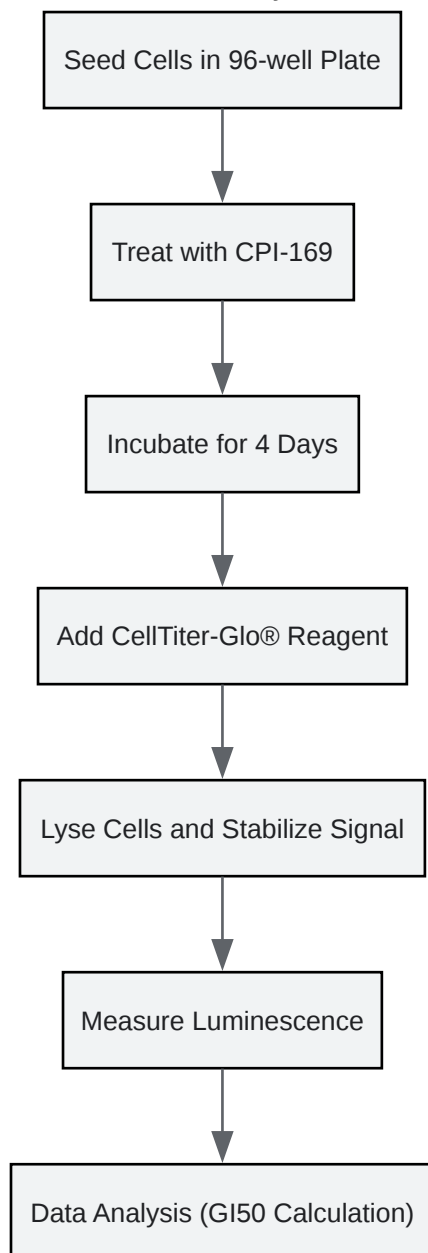 Seed Cells in 96-well Plate
Treat with CPI-169
Incubate for 4 Days
Add CellTiter-Glo® Reagent
Lyse Cells and Stabilize Signal
Measure Luminescence
Data Analysis (GI50 Calculation)